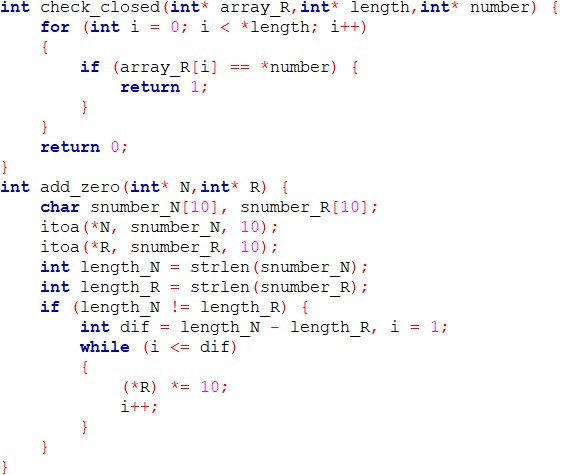 int check_closed(int* array_R,int* length,int* number) {
    for (int i = 0; i < *length; i++)
    {
        if (array_R[i] == *number) {
            return 1;
        }
    }
    return 0;
}
int add_zero(int* N,int* R) {
    char snumber_N[10], snumber_R[10];
    itoa(*N, snumber_N, 10);
    itoa(*R, snumber_R, 10);
    int length_N = strlen(snumber_N);
    int length_R = strlen(snumber_R);
    if (length_N != length_R) {
        int dif = length_N - length_R, i = 1;
        while (i <= dif)
        {
            (*R) *= 10;
            i++;
        }
    }
}